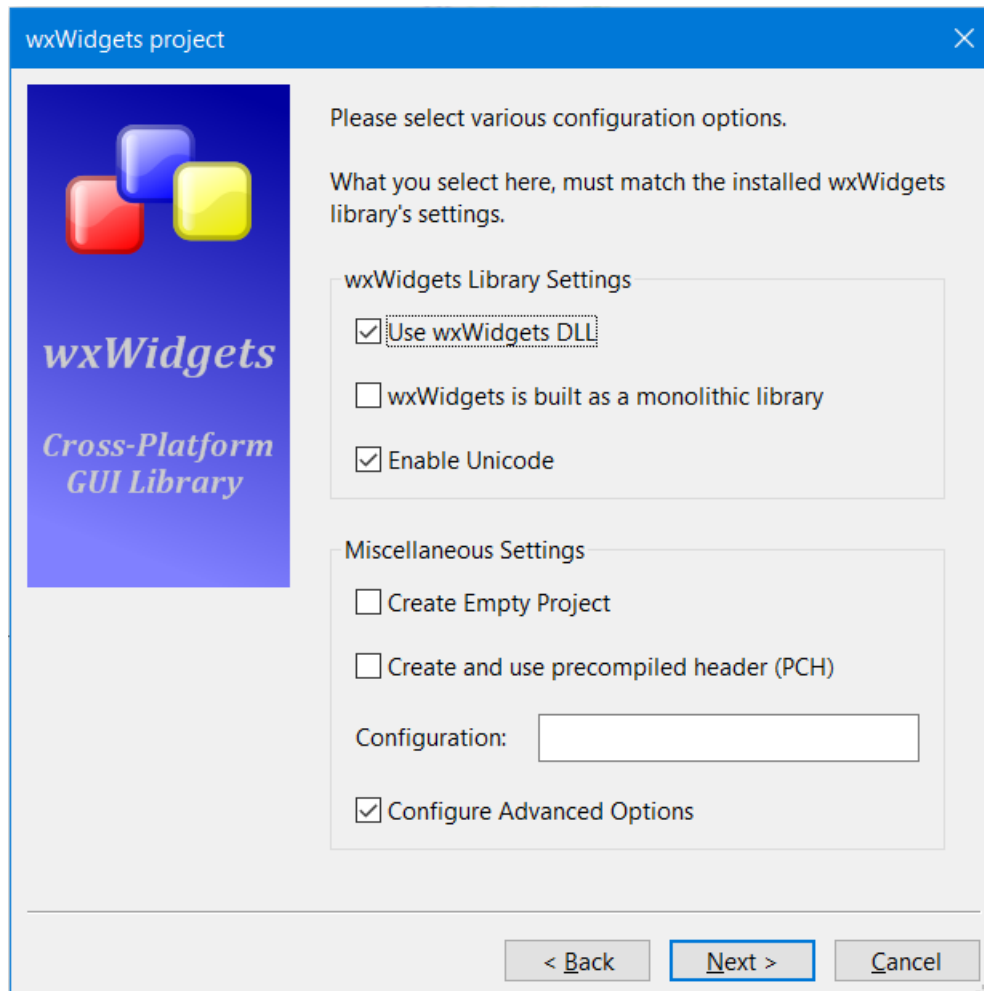 wxWidgets project
wxWidgets
Cross-Platform
GUI Library
Please select various configuration options.
What you select here, must match the installed wxWidgets
library's settings.
wxWidgets Library Settings
Use wxWidgets DLL
wxWidgets is built as a monolithic library
Enable Unicode
Miscellaneous Settings
Create Empty Project
Create and use precompiled header (PCH)
Configuration:
Configure Advanced Options
< Back
Next >
Cancel